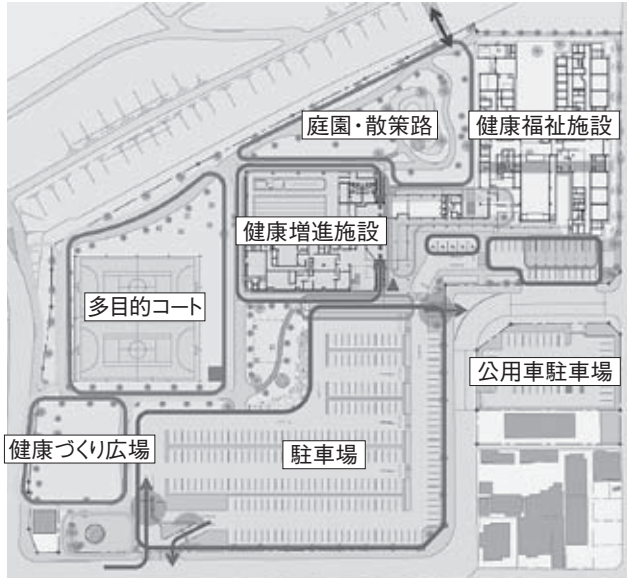 庭園・散策路
健康福祉施設
健康増進施設
多目的コート
公用車駐車場
健康づくり広場
駐車場